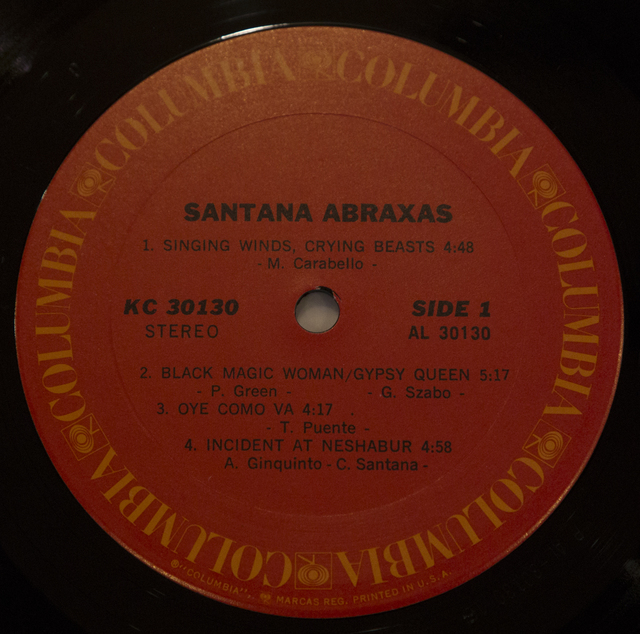 COLUMBIA COLUMBIA COLUMBIA COLUMBIA COLUMBIA COLUMBIA COLUMBIA
SANTANA ABRAXAS
1. SINGING WINDS, CRYING BEASTS 4:48
- M. Carabello -
KC 30130 SIDE 1
STEREO AL 30130
2. BLACK MAGIC WOMAN/GYPSY QUEEN 5:17
- P. Green - - G. Szabo -
3. OYE COMO VA 4:17
- T. Puente -
4. INCIDENT AT NESHABUR 4:58
A. Ginquinto - C. Santana -
®"COLUMBIA", MARCAS REG. PRINTED IN U.S.A.